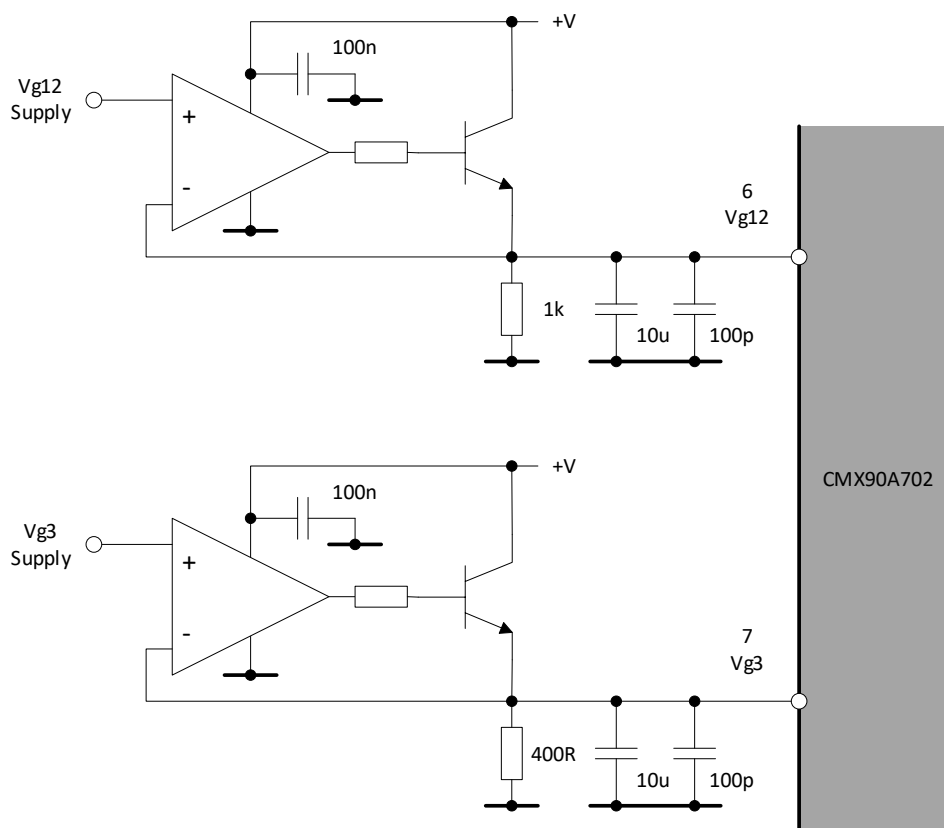 +V
100n
Vg12
Supply
+
-
6
Vg12
1k
10u
100p
+V
CMX90A702
100n
Vg3
Supply
+
-
7
Vg3
400R
10u
100p